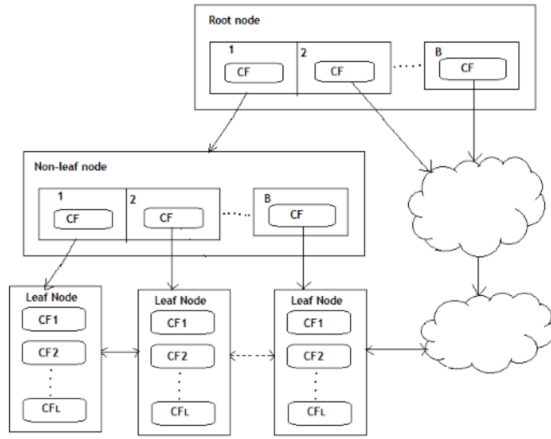 Root node
1 2 B
CF CF CF
Non-leaf node
1 2 B
CF CF CF
Leaf Node Leaf Node Leaf Node
CF1 CF1 CF1
CF2 CF2 CF2
CFL CFL CFL